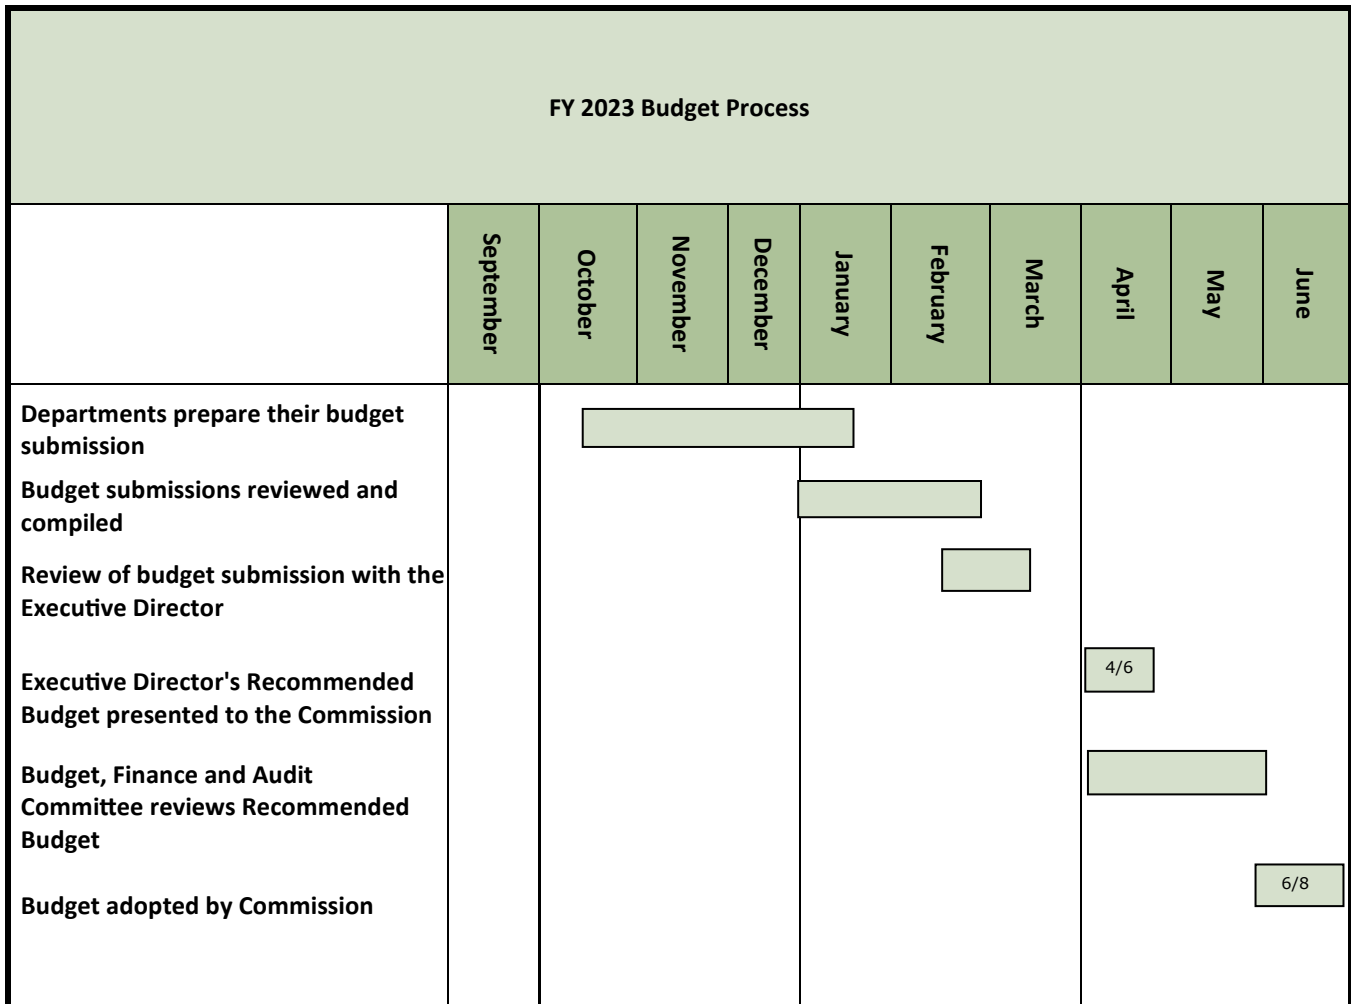 FY 2023 Budget Process
September
October
November
December
January
February
March
April
May
June
Departments prepare their budget
submission
Budget submissions reviewed and
compiled
Review of budget submission with the
Executive Director
4/6
Executive Director's Recommended
Budget presented to the Commission
Budget, Finance and Audit
Committee reviews Recommended
Budget
6/8
Budget adopted by Commission